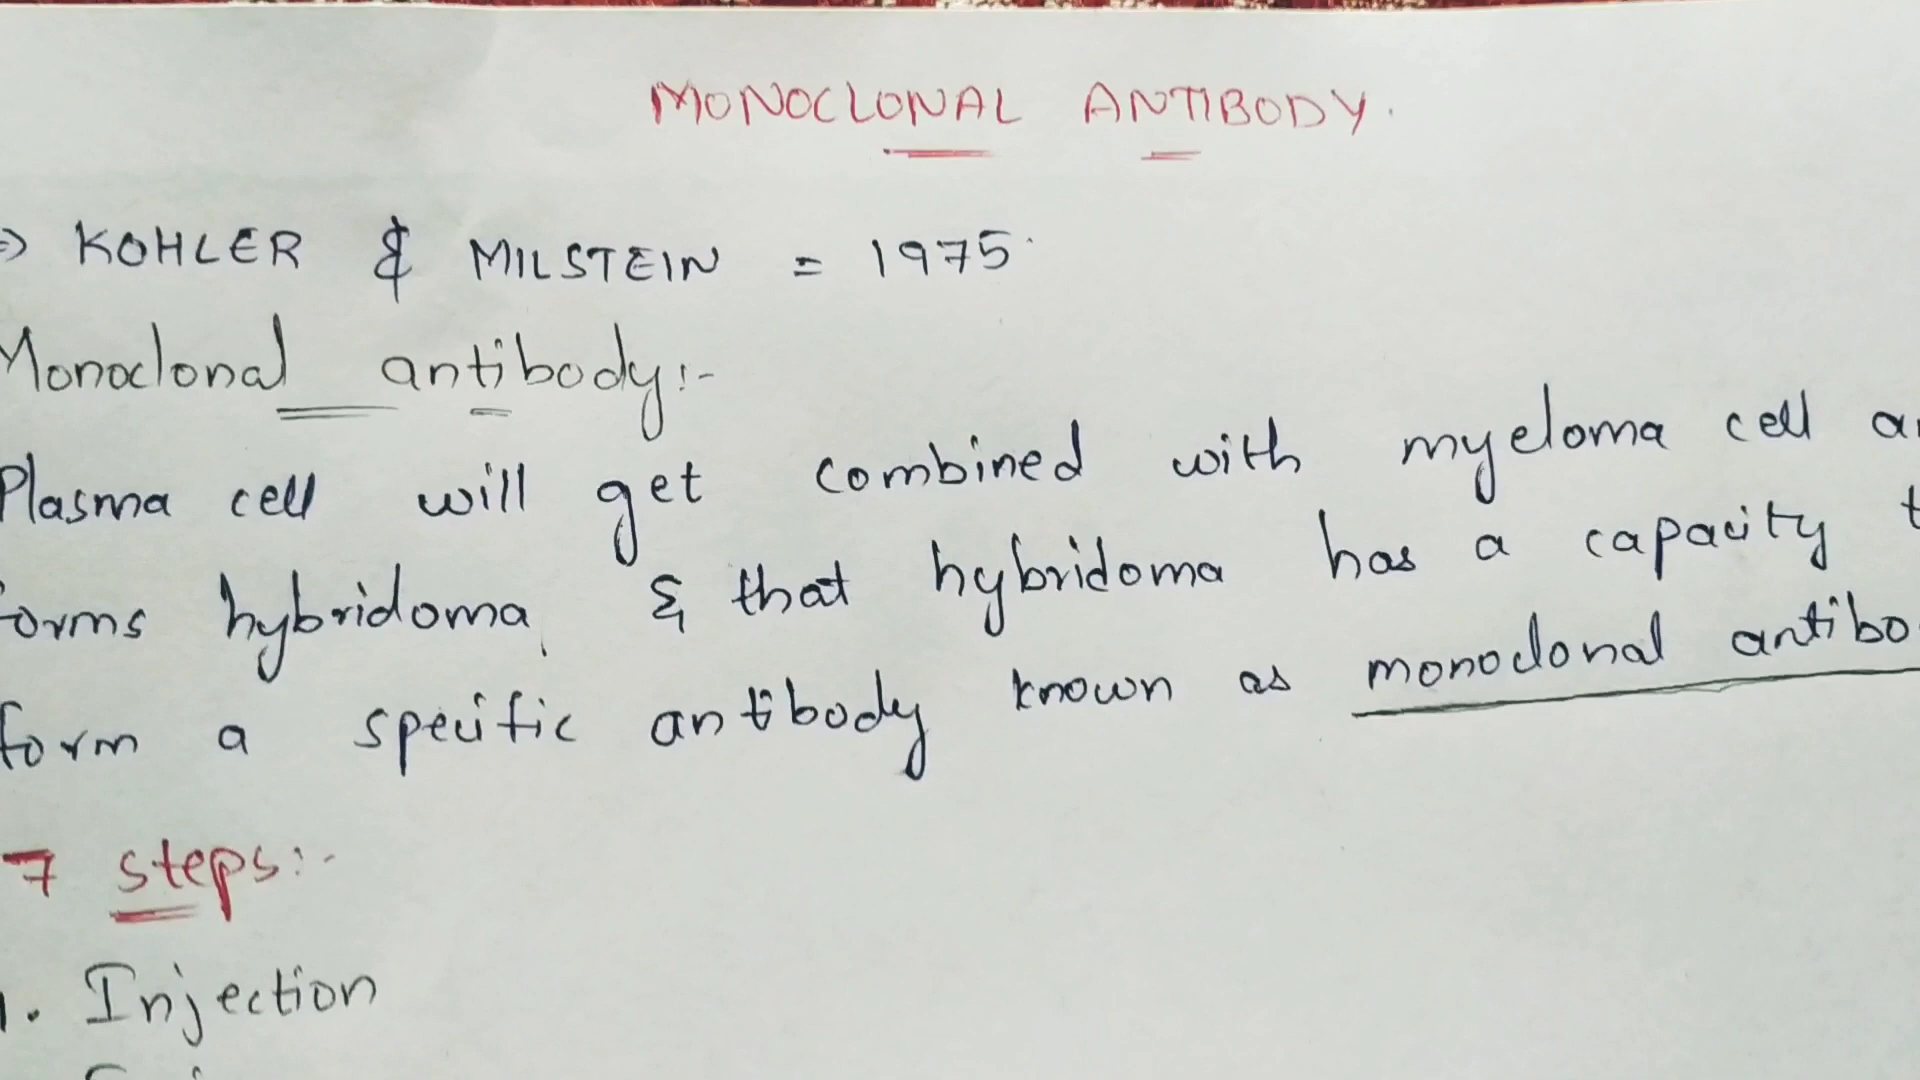 MONOCLONAL ANTIBODY.
=> KOHLER & MILSTEIN = 1975.
Monoclonal antibody:-
Plasma cell will get combined with myeloma cell
forms hybridoma & that hybridoma has a capacity
form a specific antibody known as monoclonal antibo
7 steps:-
1. Injection